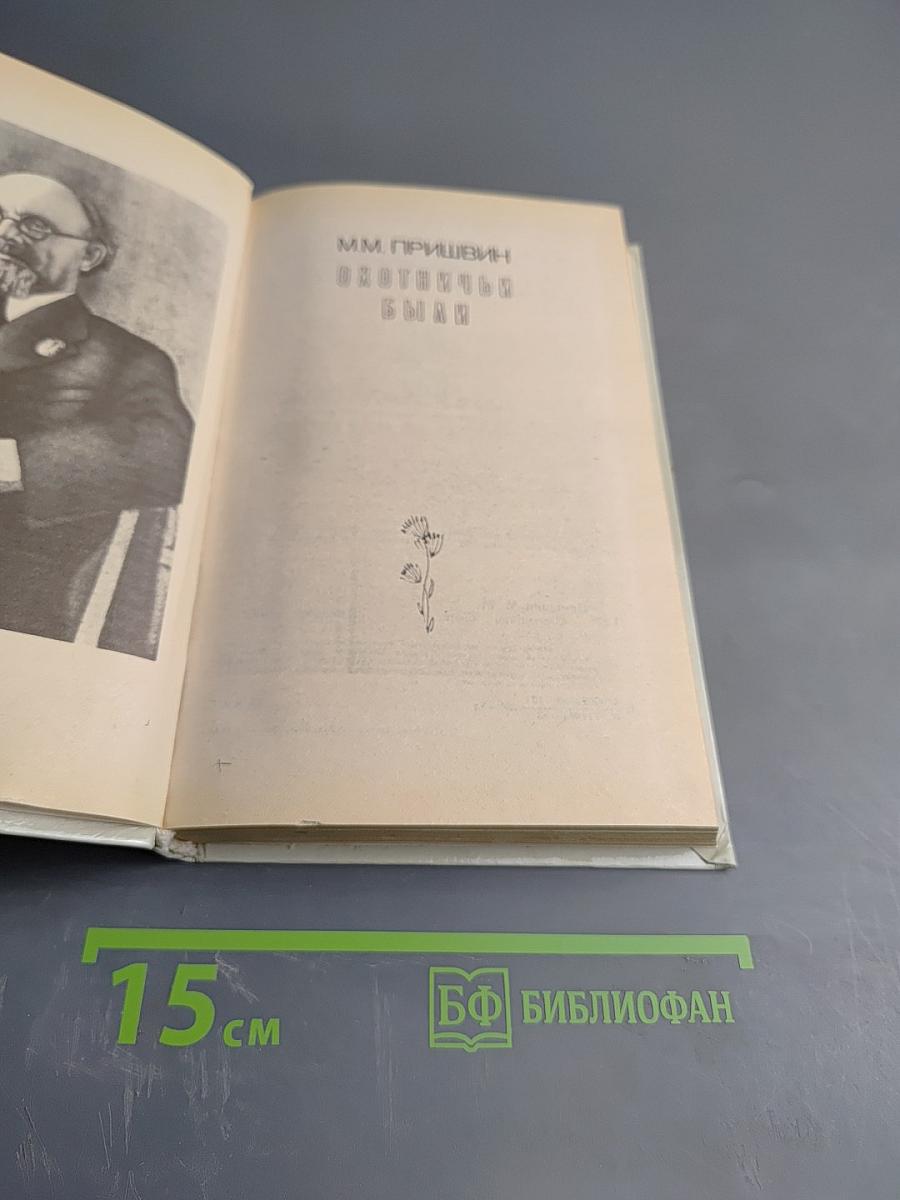 М.М. ПРИШВИН
ОХОТНИЧЬИ
БЫЛИ
15 см
БФ БИБЛИОФАН